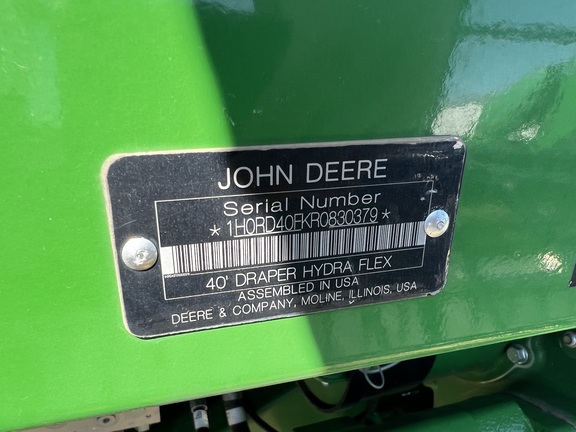 JOHN DEERE
Serial Number
*1H0RD40FKR0830379*
40' DRAPER HYDRA FLEX
ASSEMBLED IN USA
DEERE & COMPANY, MOLINE, ILLINOIS, USA